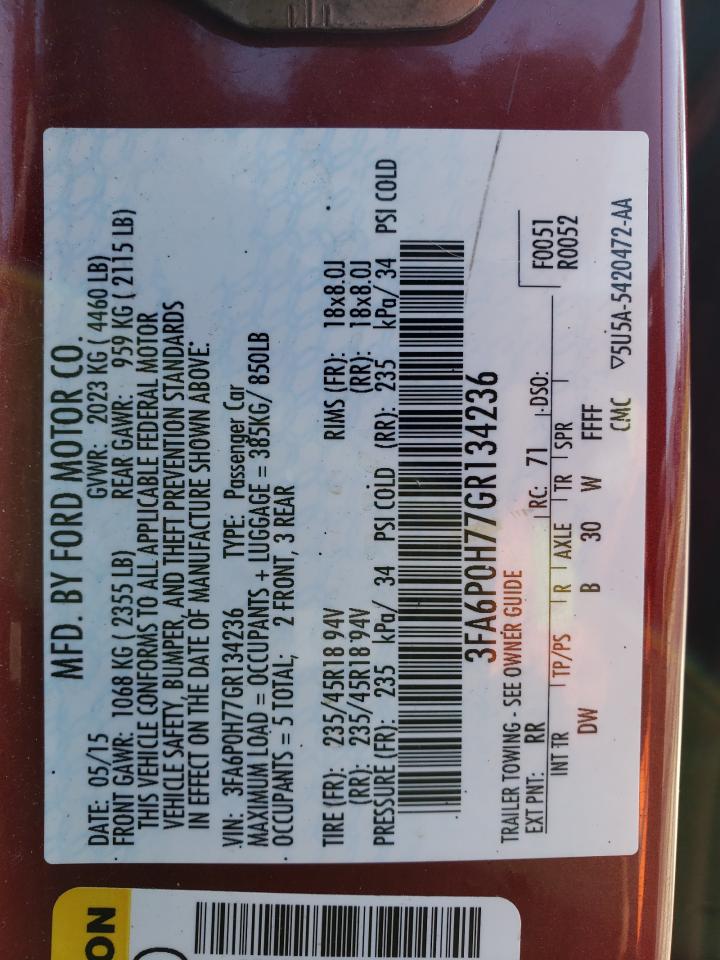 MFD. BY FORD MOTOR CO.
DATE: 05/15 GVWR: 2023 KG ( 4460 LB)
FRONT GAWR: 1068 KG ( 2355 LB) REAR GAWR: 959 KG ( 2115 LB)
THIS VEHICLE CONFORMS TO ALL APPLICABLE FEDERAL MOTOR
VEHICLE SAFETY, BUMPER, AND THEFT PREVENTION STANDARDS
IN EFFECT ON THE DATE OF MANUFACTURE SHOWN ABOVE.
VIN: 3FA6P0H77GR134236 TYPE: Passenger Car
MAXIMUM LOAD = OCCUPANTS + LUGGAGE = 385KG/ 850LB
OCCUPANTS = 5 TOTAL; 2 FRONT, 3 REAR
TIRE (FR): 235/45R18 94V RIMS (FR): 18x8.0J
(RR): 235/45R18 94V (RR): 18x8.0J
PRESSURE (FR): 235 kPa/ 34 PSI COLD (RR): 235 kPa/ 34 PSI COLD
3FA6P0H77GR134236
TRAILER TOWING - SEE OWNER GUIDE
EXT PNT: RR RC: 71 DSO: F0051
R0052
INT TR TP/PS R AXLE TR SPR
DW B 30 W FFFF
CMC ▽5U5A-5420472-AA
ON